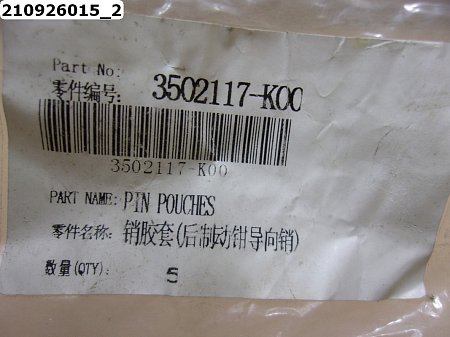 210926015_2
Part No:
零件编号: 3502117-K00
3502117-K00
PART NAME: PIN POUCHES
零件名称: 销胶套(后制动钳导向销)
数量(QTY): 5